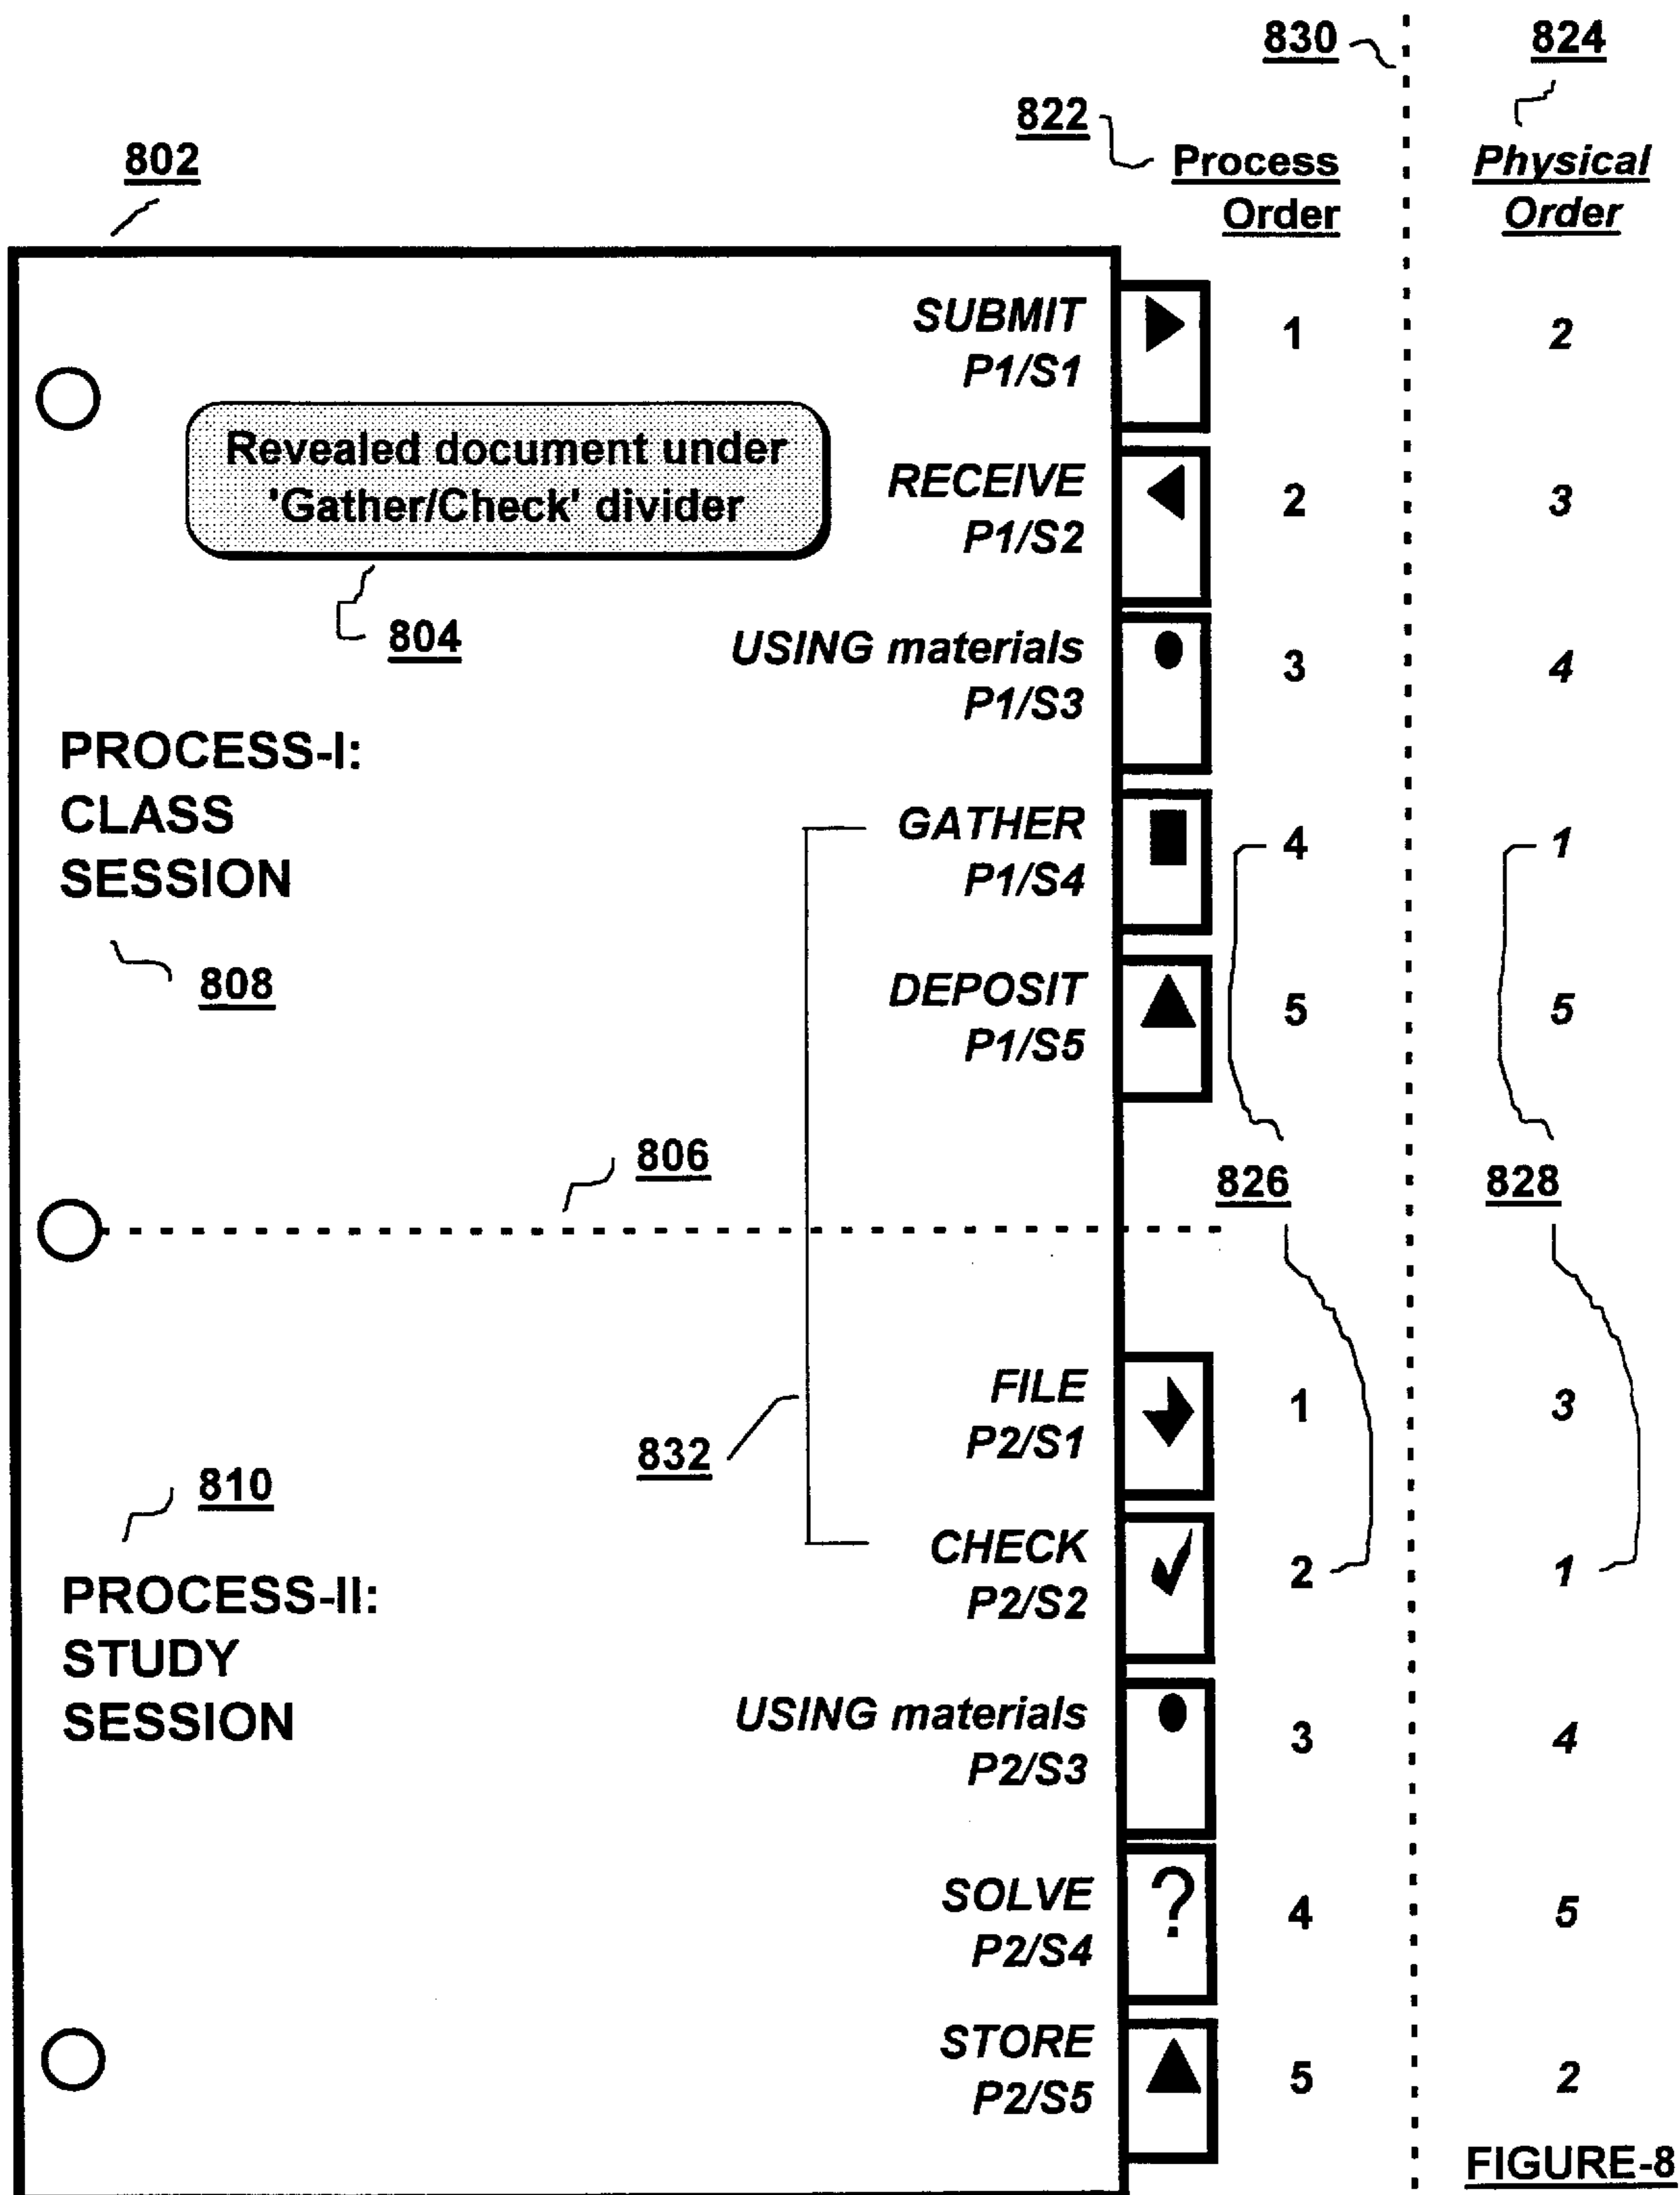 830
824
822
Process
Order
Physical
Order
802
SUBMIT
P1/S1
1
2
Revealed document under
'Gather/Check' divider
RECEIVE
P1/S2
2
3
804
USING materials
P1/S3
3
4
PROCESS-I:
CLASS
SESSION
GATHER
P1/S4
4
1
808
DEPOSIT
P1/S5
5
5
806
826
828
FILE
P2/S1
1
3
832
810
CHECK
P2/S2
2
1
PROCESS-II:
STUDY
SESSION
USING materials
P2/S3
3
4
SOLVE
P2/S4
?
4
5
STORE
P2/S5
5
2
FIGURE-8